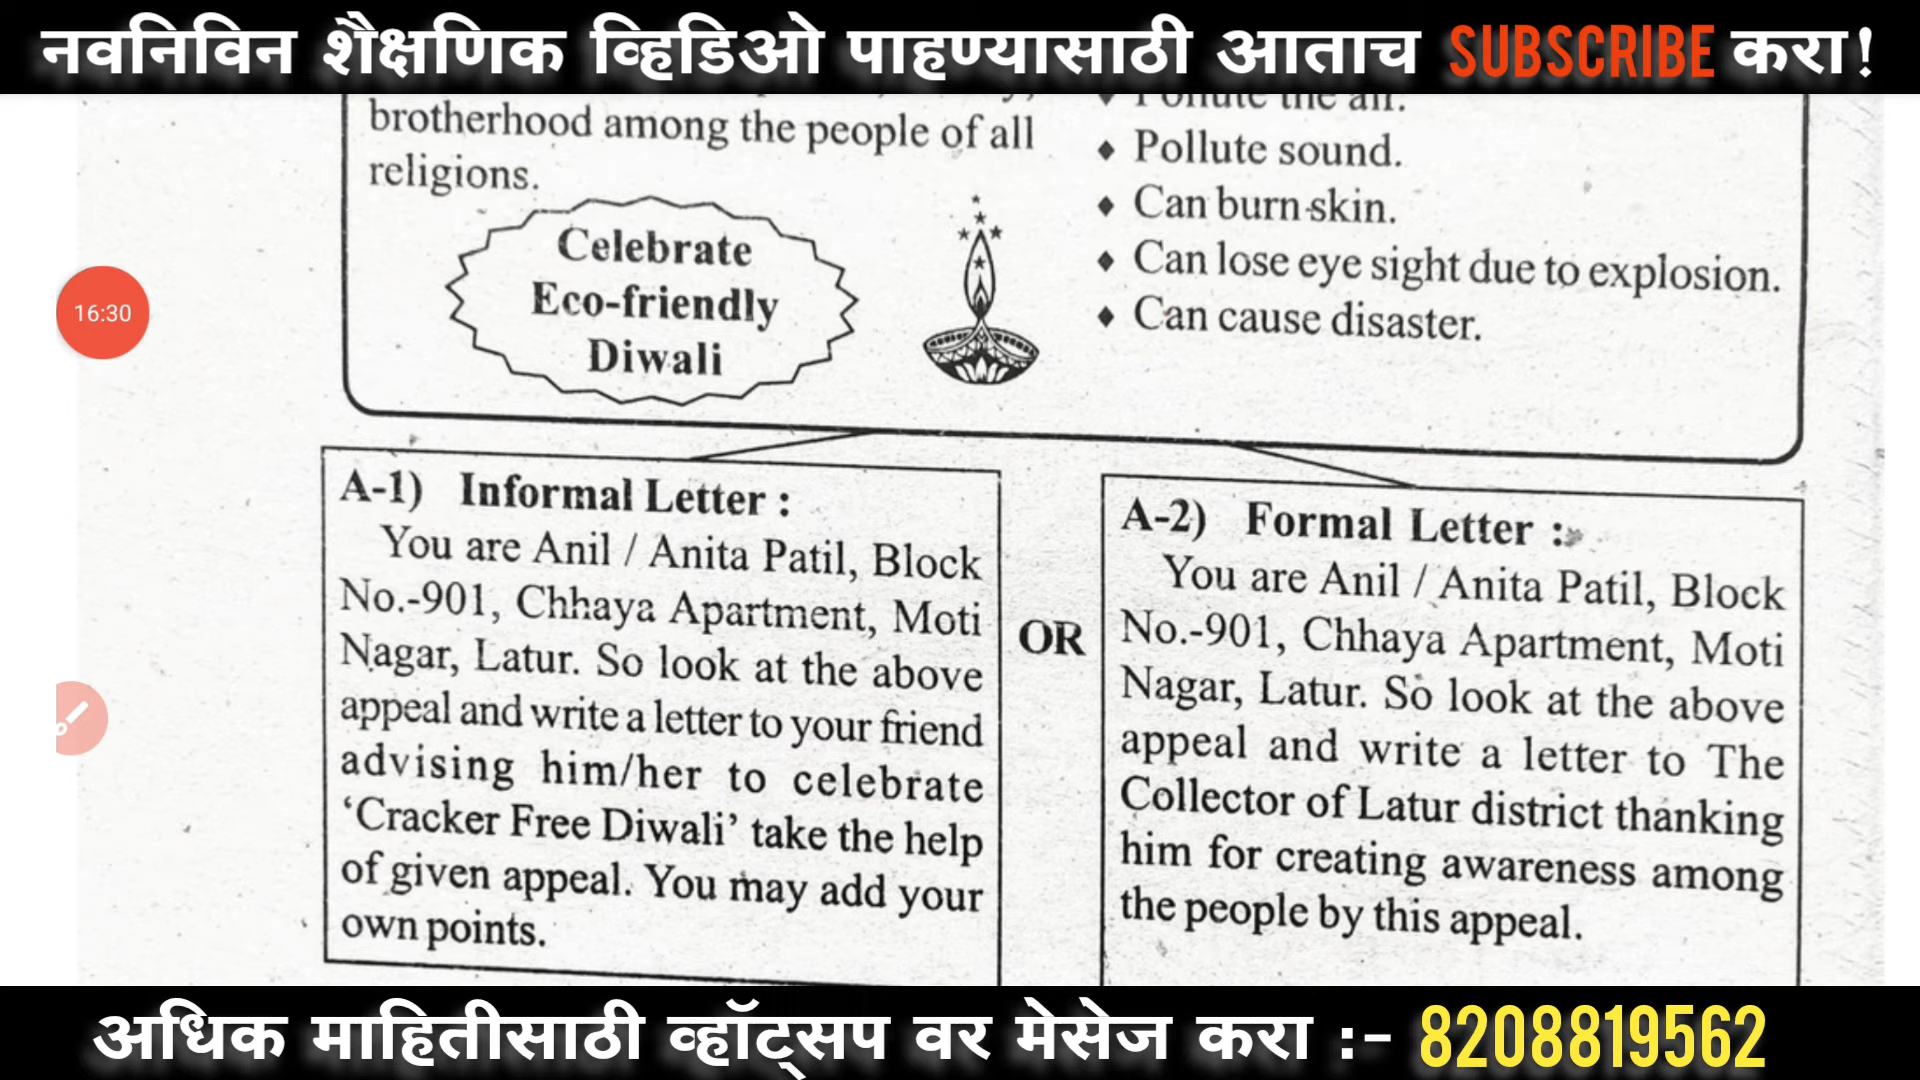 नवनिविन शैक्षणिक व्हिडिओ पाहण्यासाठी आताच SUBSCRIBE करा!
brotherhood among the people of all
religions.
Celebrate
Eco-friendly
Diwali
♦ Pollute the air.
♦ Pollute sound.
♦ Can burn skin.
♦ Can lose eye sight due to explosion.
♦ Can cause disaster.
16:30
A-1) Informal Letter :
You are Anil / Anita Patil, Block
No.-901, Chhaya Apartment, Moti
Nagar, Latur. So look at the above
appeal and write a letter to your friend
advising him/her to celebrate
‘Cracker Free Diwali’ take the help
of given appeal. You may add your
own points.
OR
A-2) Formal Letter :
You are Anil / Anita Patil, Block
No.-901, Chhaya Apartment, Moti
Nagar, Latur. So look at the above
appeal and write a letter to The
Collector of Latur district thanking
him for creating awareness among
the people by this appeal.
अधिक माहितीसाठी व्हॉट्सप वर मेसेज करा :- 8208819562